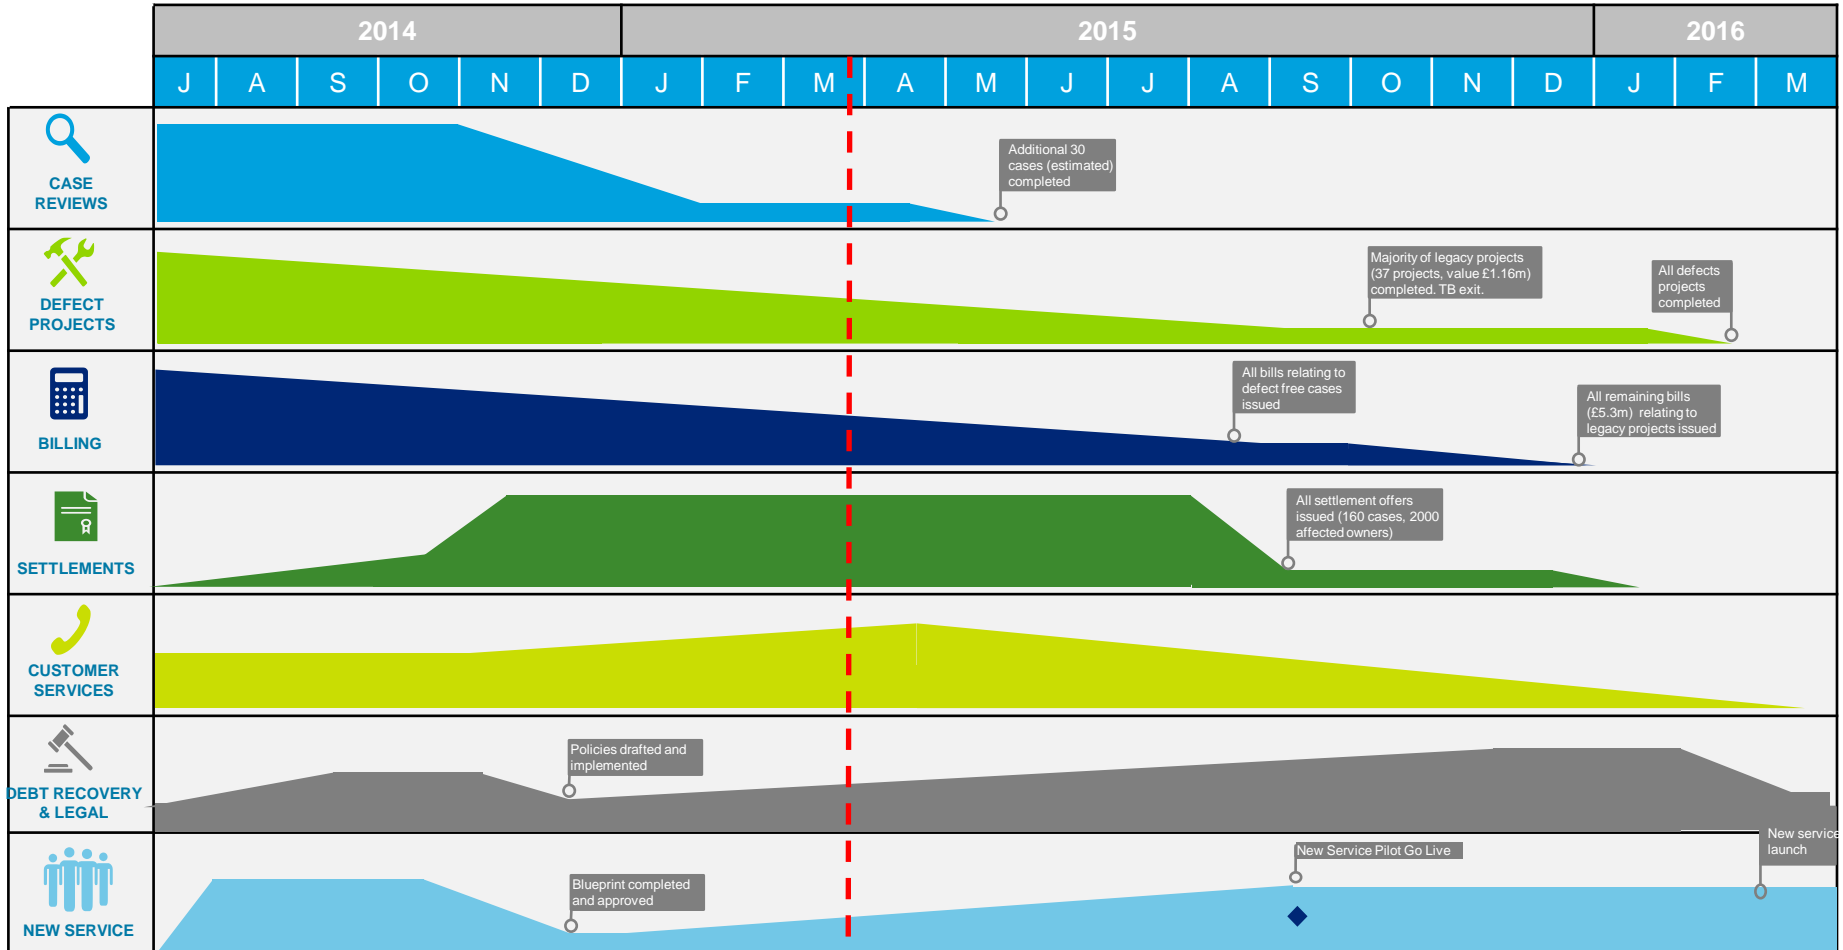 2014 2015 2016
J A S O N D J F M A M J J A S O N D J F M
CASE
REVIEWS
Additional 30
cases (estimated)
completed
DEFECT
PROJECTS
Majority of legacy projects
(37 projects, value £1.16m)
completed. TB exit.
All defects
projects
completed
BILLING
All bills relating to
defect free cases
issued
All remaining bills
(£5.3m) relating to
legacy projects issued
SETTLEMENTS
All settlement offers
issued (160 cases, 2000
affected owners)
CUSTOMER
SERVICES
DEBT RECOVERY
& LEGAL
Policies drafted and
implemented
NEW SERVICE
Blueprint completed
and approved
New Service Pilot Go Live
New service
launch